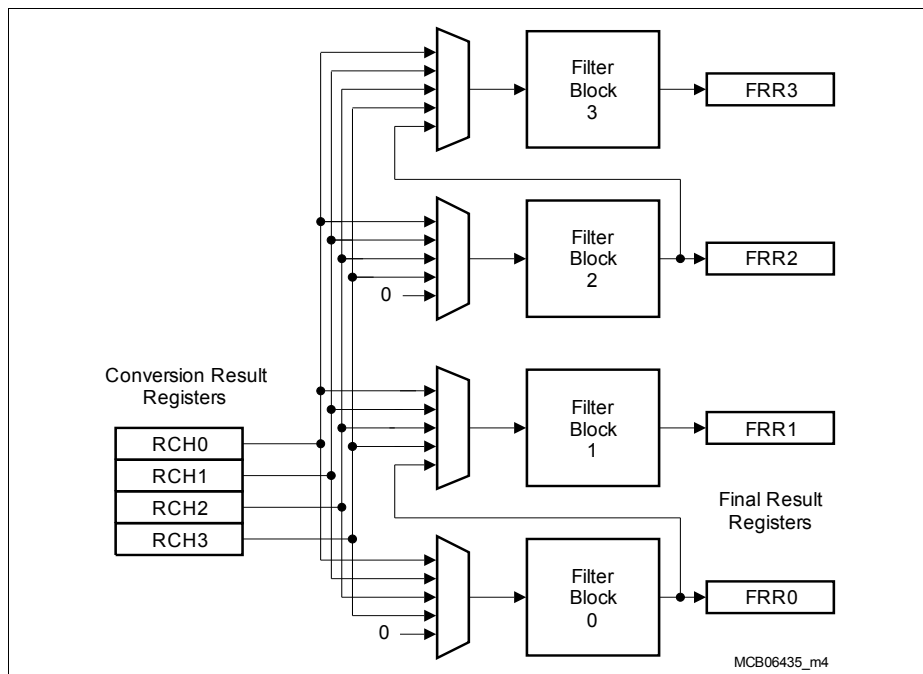 Filter
Block
3
FRR3
Filter
Block
2
FRR2
0
Conversion Result
Registers
RCH0
RCH1
RCH2
RCH3
Filter
Block
1
FRR1
Final Result
Registers
Filter
Block
0
FRR0
0
MCB06435_m4